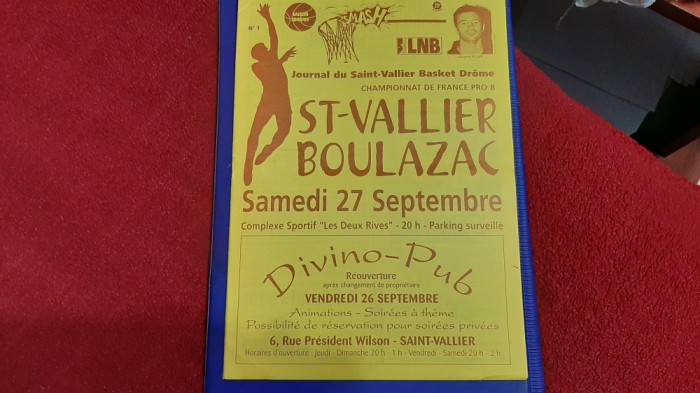 N° 1
SMASH
LNB
Journal du Saint-Vallier Basket Drôme
CHAMPIONNAT DE FRANCE PRO B
ST-VALLIER
BOULAZAC
Samedi 27 Septembre
Complexe Sportif "Les Deux Rives" - 20 h - Parking surveillé
Divino-Pub
Réouverture
après changement de propriétaire
VENDREDI 26 SEPTEMBRE
Animations - Soirées à thème
Possibilité de réservation pour soirées privées
6, Rue Président Wilson - SAINT-VALLIER
Horaires d'ouverture - Jeudi - Dimanche 20 h - 1 h - Vendredi - Samedi 20 h - 2 h